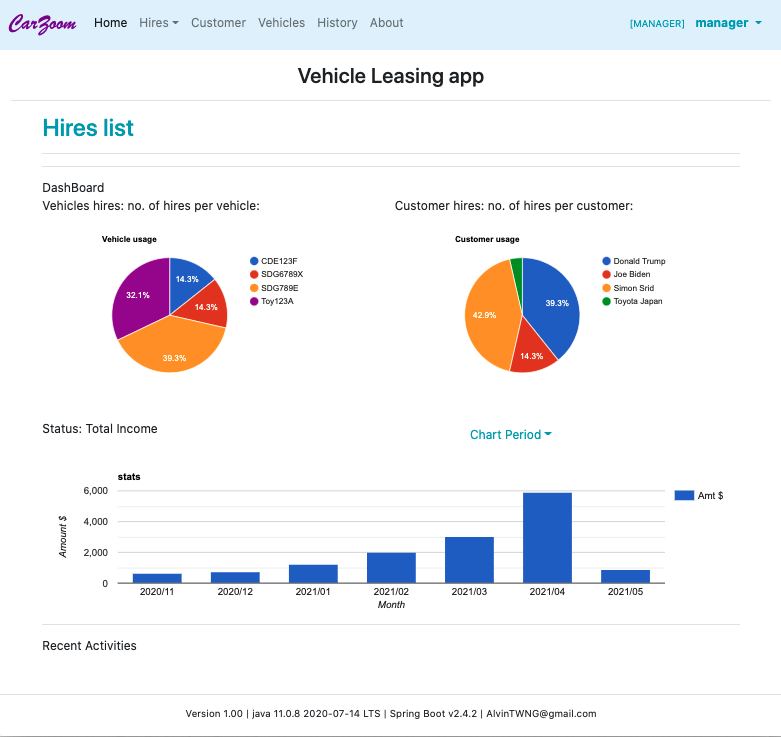 CarZoom Home Hires Customer Vehicles History About [MANAGER] manager
Vehicle Leasing app
Hires list
DashBoard
Vehicles hires: no. of hires per vehicle:
Vehicle usage
CDE123F
SDG6789X
SDG789E
Toy123A
14.3%
14.3%
39.3%
32.1%
Customer hires: no. of hires per customer:
Customer usage
Donald Trump
Joe Biden
Simon Srid
Toyota Japan
39.3%
14.3%
42.9%
Status: Total Income
Chart Period
stats
Amount $
6,000
4,000
2,000
0
2020/11 2020/12 2021/01 2021/02 2021/03 2021/04 2021/05
Month
Amt $
Recent Activities
Version 1.00 | java 11.0.8 2020-07-14 LTS | Spring Boot v2.4.2 | AlvinTWNG@gmail.com